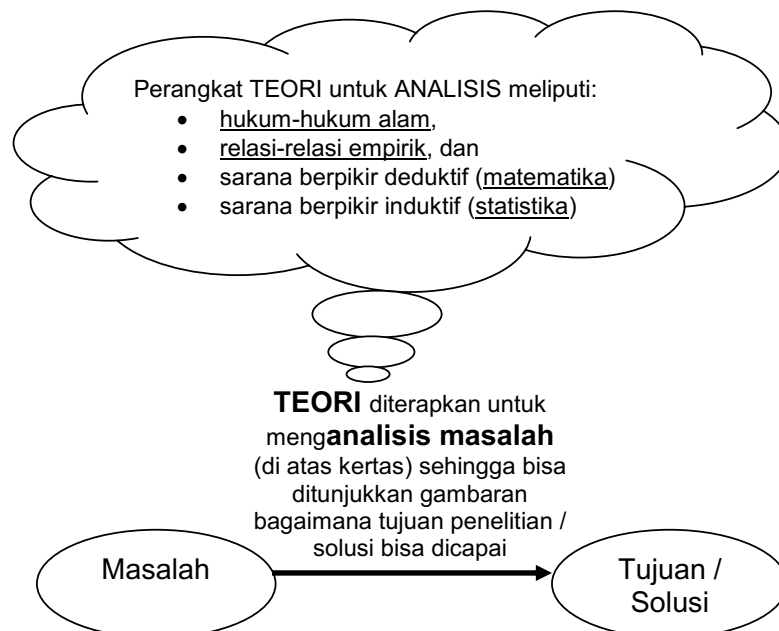 Perangkat TEORI untuk ANALISIS meliputi:
• hukum-hukum alam,
• relasi-relasi empirik, dan
• sarana berpikir deduktif (matematika)
• sarana berpikir induktif (statistika)
TEORI diterapkan untuk
menganalisis masalah
(di atas kertas) sehingga bisa
ditunjukkan gambaran
bagaimana tujuan penelitian /
solusi bisa dicapai
Masalah
Tujuan /
Solusi